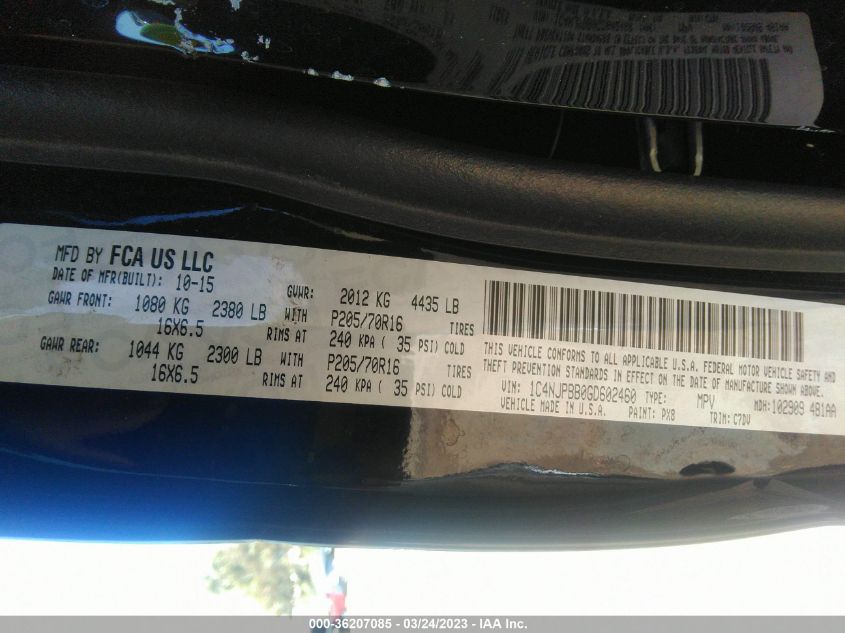 MFD BY FCA US LLC
DATE OF MFR(BUILT): 10-15
GVWR: 2012 KG 4435 LB
GAWR FRONT: 1080 KG 2380 LB WITH P205/70R16 TIRES
16X6.5 RIMS AT 240 KPA ( 35 PSI) COLD
GAWR REAR: 1044 KG 2300 LB WITH P205/70R16 TIRES
16X6.5 RIMS AT 240 KPA ( 35 PSI) COLD
THIS VEHICLE CONFORMS TO ALL APPLICABLE U.S.A. FEDERAL MOTOR VEHICLE SAFETY AND
THEFT PREVENTION STANDARDS IN EFFECT ON THE DATE OF MANUFACTURE SHOWN ABOVE.
VIN: 1C4NJPBB0GD602460 TYPE: MPV MDH:102909 481AA
VEHICLE MADE IN U.S.A. PAINT: PX8 TRIM: C7DV
000-36207085 — 03/24/2023 — IAA Inc.